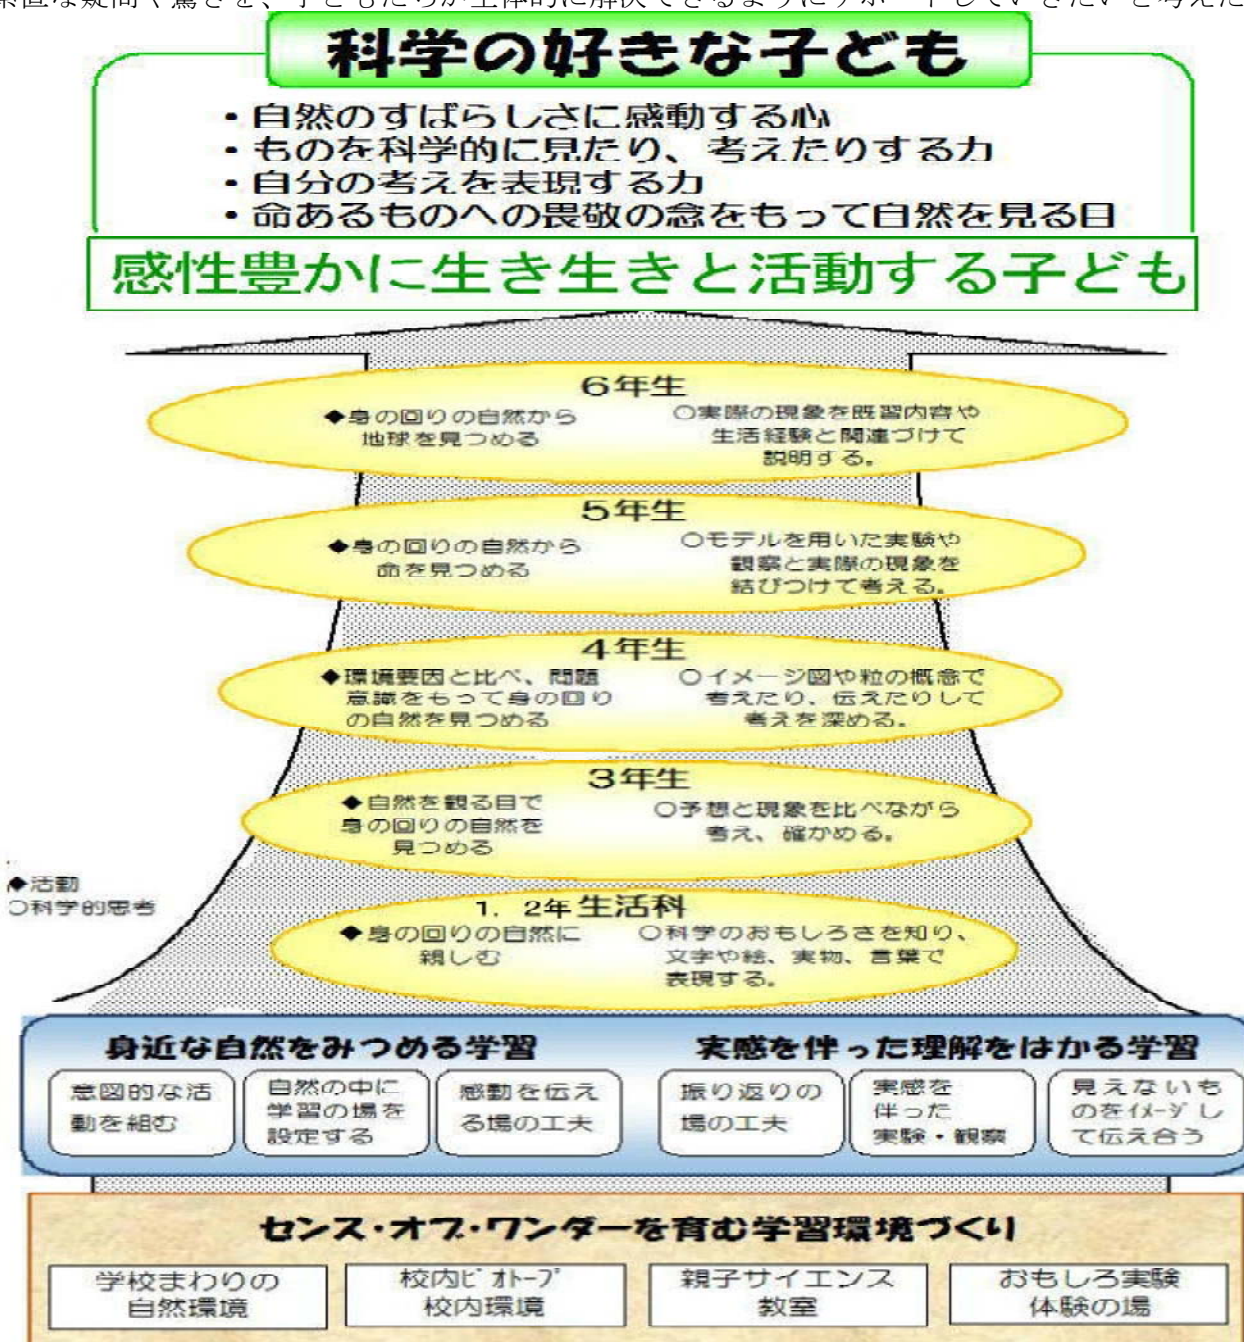 科学の好きな子ども
・自然のすばらしさに感動する心
・ものを科学的に見たり、考えたりする力
・自分の考えを表現する力
・命あるものへの畏敬の念をもって自然を見る目
感性豊かに生き生きと活動する子ども
6年生
◆身の回りの自然から
地球を見つめる
○実際の現象を既習内容や
生活経験と関連づけて
説明する。
5年生
◆身の回りの自然から
命を見つめる
○モデルを用いた実験や
観察と実際の現象を
結びつけて考える。
4年生
◆環境要因と比べ、問題
意識をもって身の回り
の自然を見つめる
○イメージ図や粒の概念で
考えたり、伝えたりして
考えを深める。
3年生
◆自然を観る目で
身の回りの自然を
見つめる
○予想と現象を比べながら
考え、確かめる。
◆活動
○科学的思考
1．2年生活科
◆身の回りの自然に
親しむ
○科学のおもしろさを知り、
文字や絵、実物、言葉で
表現する。
身近な自然をみつめる学習
意図的な活
動を組む
自然の中に
学習の場を
設定する
感動を伝え
る場の工夫
実感を伴った理解をはかる学習
振り返りの
場の工夫
実感を
伴った
実験・観察
見えないも
のをｲﾒｰｼﾞし
て伝え合う
センス・オブ・ワンダーを育む学習環境づくり
学校まわりの
自然環境
校内ﾋﾞｵﾄｰﾌﾟ
校内環境
親子サイエンス
教室
おもしろ実験
体験の場